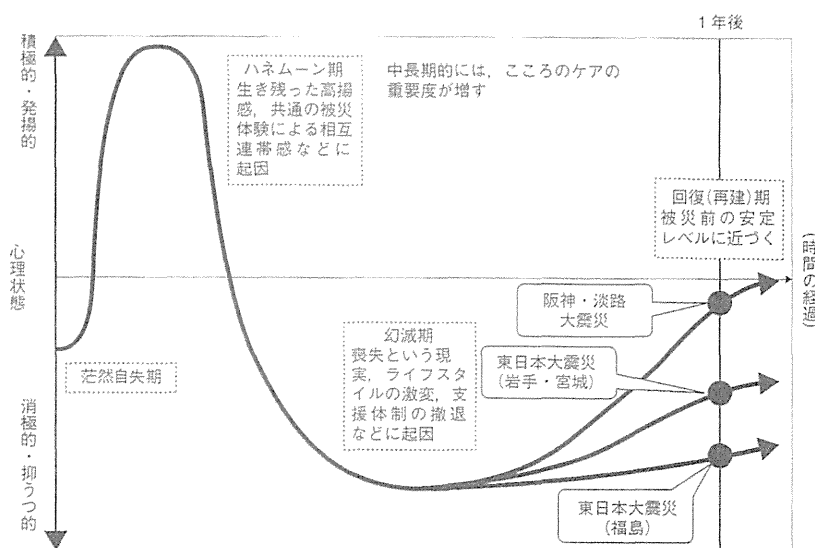 1年後
積極的・発揚的
ハネムーン期
生き残った高揚
感，共通の被災
体験による相互
連帯感などに
起因
中長期的には，こころのケアの
重要度が増す
回復(再建)期
被災前の安定
レベルに近づく
心理状態
(時間の経過)
阪神・淡路
大震災
幻滅期
喪失という現
実，ライフスタ
イルの激変，支
援体制の撤退
などに起因
東日本大震災
(岩手・宮城)
茫然自失期
消極的・抑うつ的
東日本大震災
(福島)